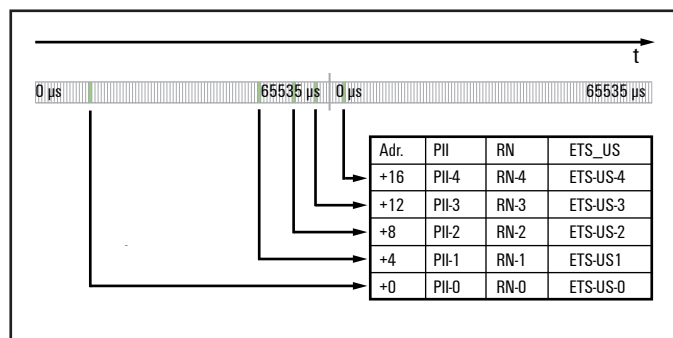 t
0 µs 65535 µs 0 µs 65535 µs
Adr. PII RN ETS_US
+16 PII-4 RN-4 ETS-US-4
+12 PII-3 RN-3 ETS-US-3
+8 PII-2 RN-2 ETS-US-2
+4 PII-1 RN-1 ETS-US1
+0 PII-0 RN-0 ETS-US-0